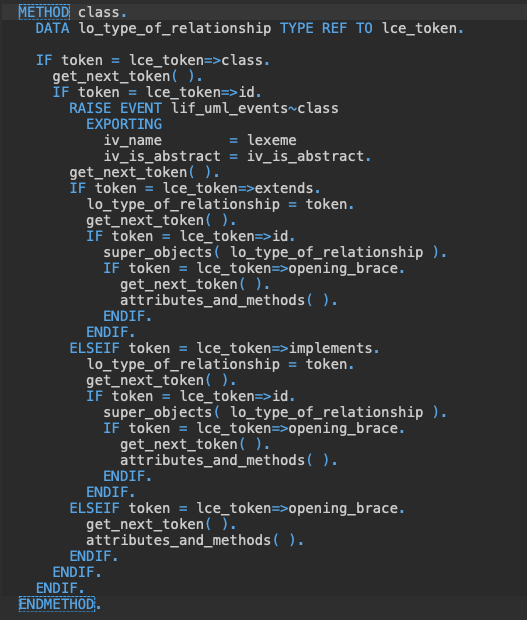 METHOD class.
  DATA lo_type_of_relationship TYPE REF TO lce_token.

  IF token = lce_token=>class.
    get_next_token( ).
    IF token = lce_token=>id.
      RAISE EVENT lif_uml_events~class
        EXPORTING
          iv_name        = lexeme
          iv_is_abstract = iv_is_abstract.
      get_next_token( ).
      IF token = lce_token=>extends.
        lo_type_of_relationship = token.
        get_next_token( ).
        IF token = lce_token=>id.
          super_objects( lo_type_of_relationship ).
          IF token = lce_token=>opening_brace.
            get_next_token( ).
            attributes_and_methods( ).
          ENDIF.
        ENDIF.
      ELSEIF token = lce_token=>implements.
        lo_type_of_relationship = token.
        get_next_token( ).
        IF token = lce_token=>id.
          super_objects( lo_type_of_relationship ).
          IF token = lce_token=>opening_brace.
            get_next_token( ).
            attributes_and_methods( ).
          ENDIF.
        ENDIF.
      ELSEIF token = lce_token=>opening_brace.
        get_next_token( ).
        attributes_and_methods( ).
      ENDIF.
    ENDIF.
  ENDIF.
ENDMETHOD.